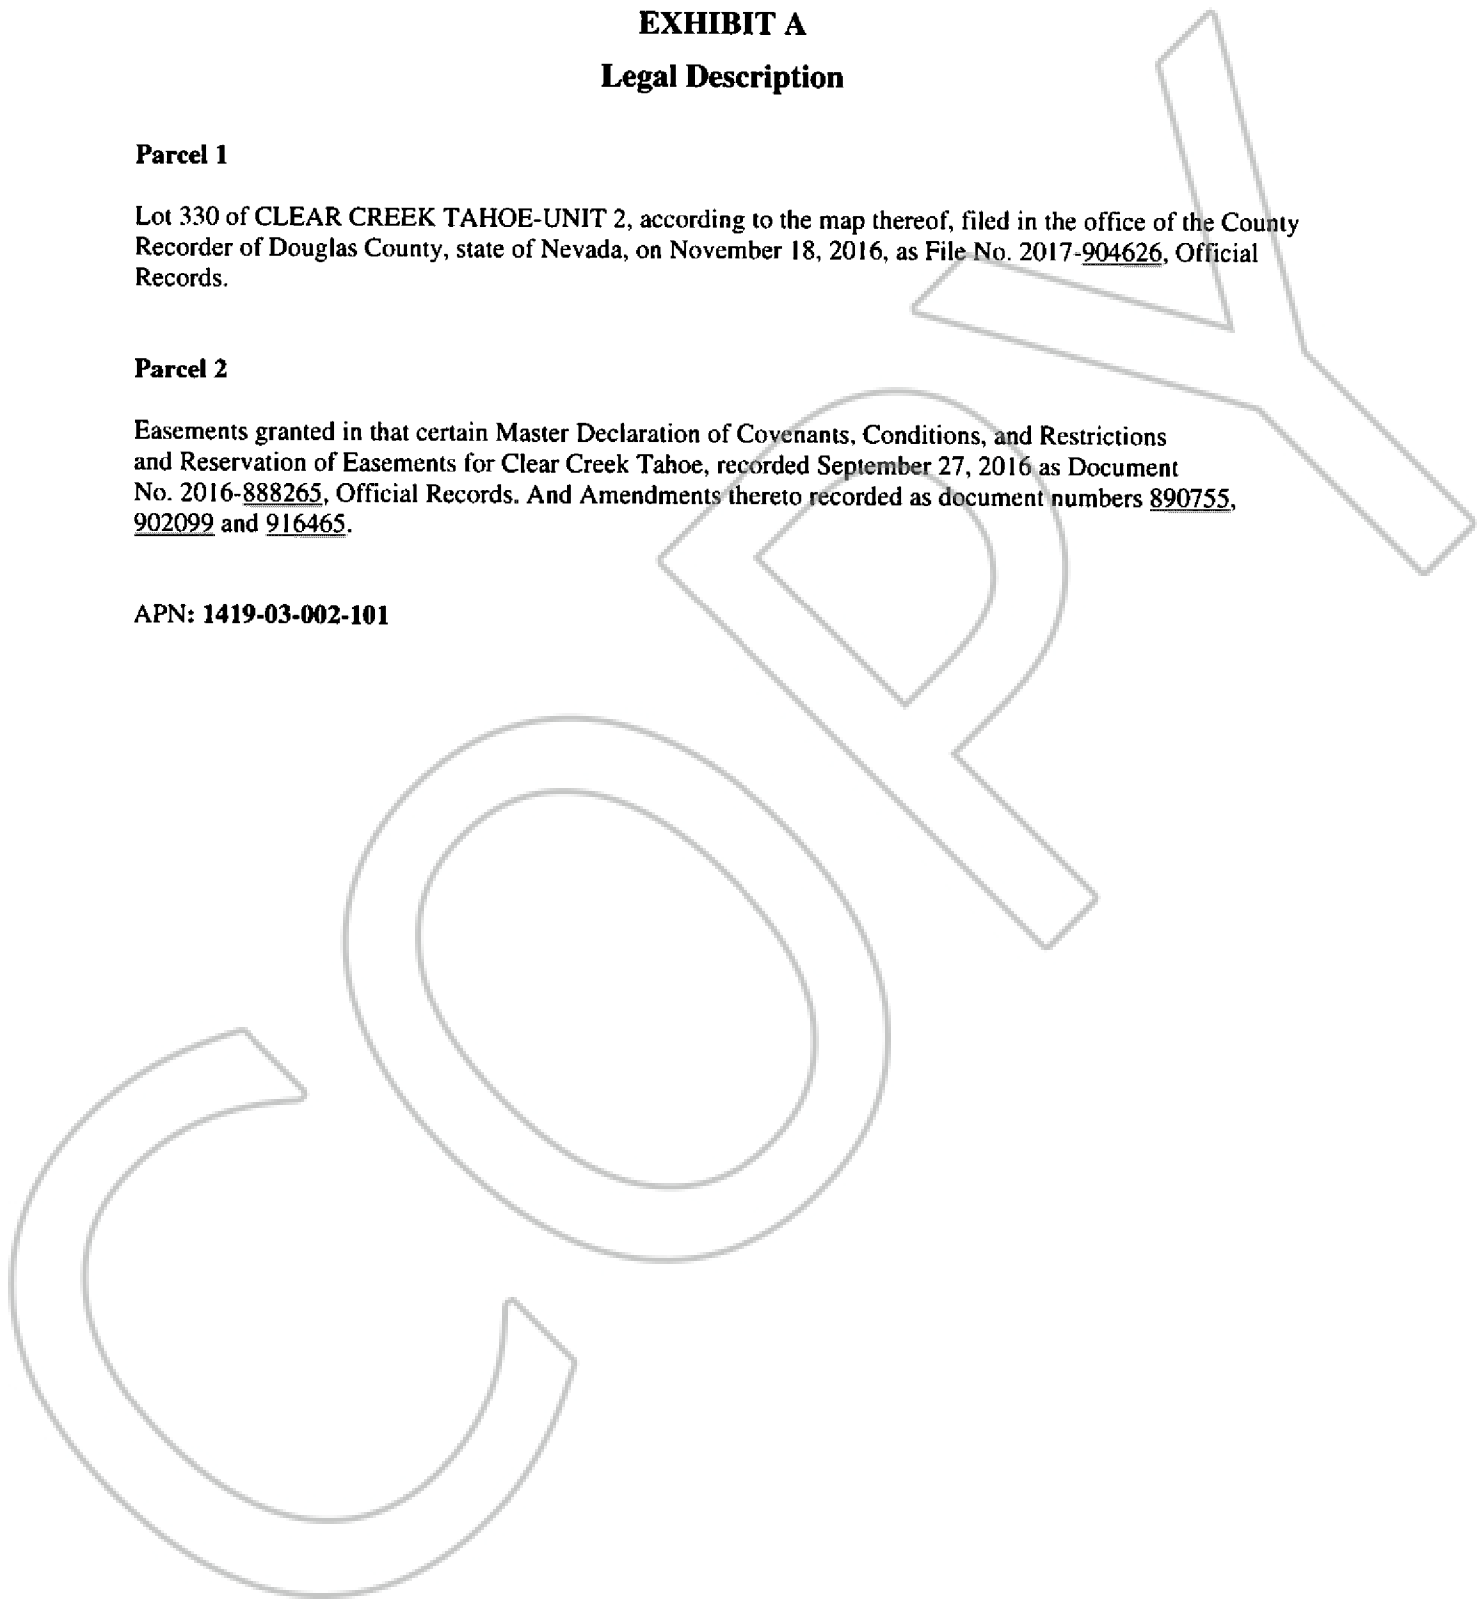 EXHIBIT A
Legal Description
Parcel 1
Lot 330 of CLEAR CREEK TAHOE-UNIT 2, according to the map thereof, filed in the office of the County
Recorder of Douglas County, state of Nevada, on November 18, 2016, as File No. 2017-904626, Official
Records.
Parcel 2
Easements granted in that certain Master Declaration of Covenants, Conditions, and Restrictions
and Reservation of Easements for Clear Creek Tahoe, recorded September 27, 2016 as Document
No. 2016-888265, Official Records. And Amendments thereto recorded as document numbers 890755,
902099 and 916465.
APN: 1419-03-002-101
COPY